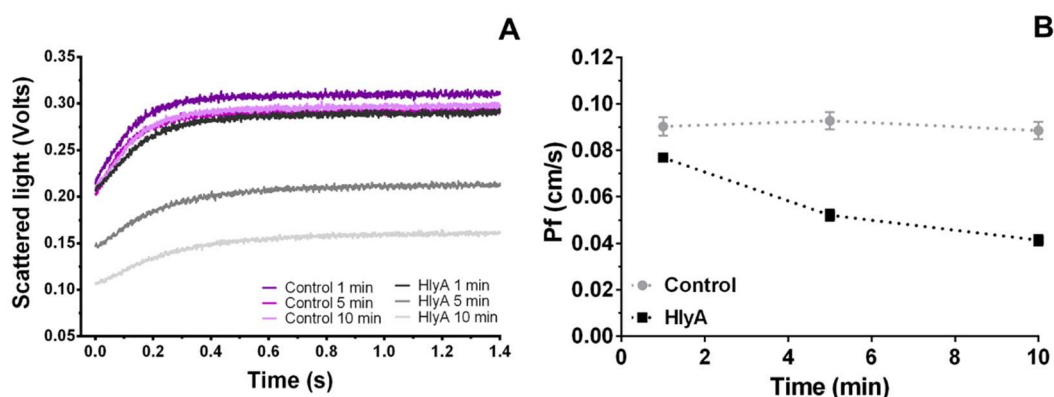 A
0.35
0.30
0.25
0.20
0.15
0.10
0.05
Scattered light (Volts)
Control 1 min
Control 5 min
Control 10 min
HlyA 1 min
HlyA 5 min
HlyA 10 min
0.0 0.2 0.4 0.6 0.8 1.0 1.2 1.4
Time (s)
B
0.12
0.10
0.08
0.06
0.04
0.02
0.00
Pf (cm/s)
Control
HlyA
0 2 4 6 8 10
Time (min)